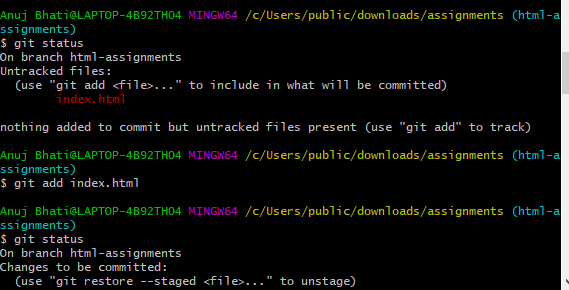 Anuj Bhati@LAPTOP-4B92THO4 MINGW64 /c/Users/public/downloads/assignments (html-a
ssignments)
$ git status
On branch html-assignments
Untracked files:
  (use "git add <file>..." to include in what will be committed)
        index.html

nothing added to commit but untracked files present (use "git add" to track)

Anuj Bhati@LAPTOP-4B92THO4 MINGW64 /c/Users/public/downloads/assignments (html-a
ssignments)
$ git add index.html

Anuj Bhati@LAPTOP-4B92THO4 MINGW64 /c/Users/public/downloads/assignments (html-a
ssignments)
$ git status
On branch html-assignments
Changes to be committed:
  (use "git restore --staged <file>..." to unstage)